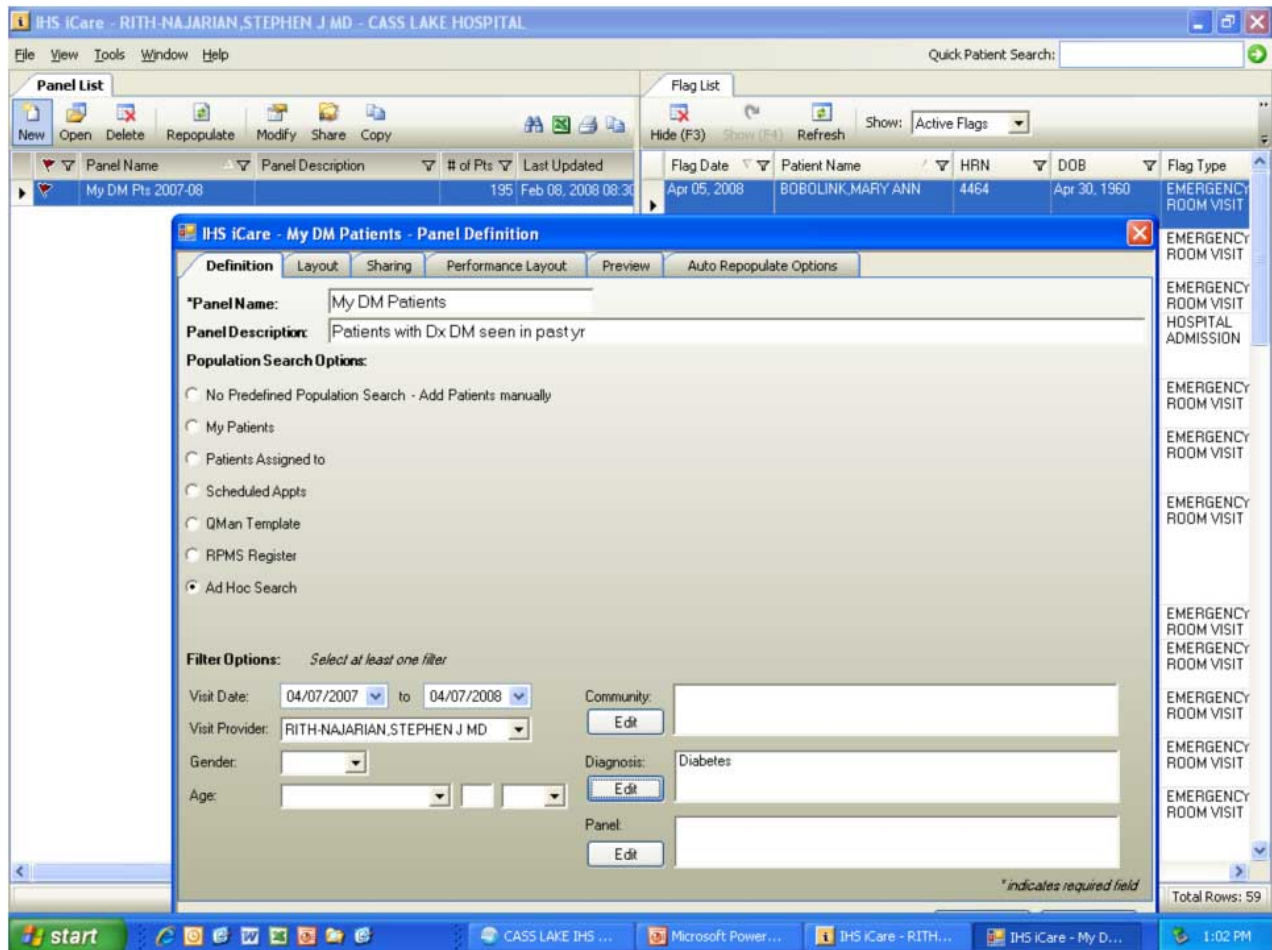 IHS iCare - RITH-NAJARIAN,STEPHEN J MD - CASS LAKE HOSPITAL
File View Tools Window Help Quick Patient Search:
Panel List
New Open Delete Repopulate Modify Share Copy
Panel Name Panel Description # of Pts Last Updated
My DM Pts 2007-08 195 Feb 08, 2008 08:30
Flag List
Hide (F3) Show (F4) Refresh Show: Active Flags
Flag Date Patient Name HRN DOB Flag Type
Apr 05, 2008 BOBOLINK,MARY ANN 4464 Apr 30, 1960 EMERGENCY
ROOM VISIT
EMERGENCY
ROOM VISIT
EMERGENCY
ROOM VISIT
HOSPITAL
ADMISSION
EMERGENCY
ROOM VISIT
EMERGENCY
ROOM VISIT
EMERGENCY
ROOM VISIT
EMERGENCY
ROOM VISIT
EMERGENCY
ROOM VISIT
EMERGENCY
ROOM VISIT
EMERGENCY
ROOM VISIT
EMERGENCY
ROOM VISIT
Total Rows: 59
IHS iCare - My DM Patients - Panel Definition
Definition Layout Sharing Performance Layout Preview Auto Repopulate Options
*Panel Name: My DM Patients
Panel Description: Patients with Dx DM seen in past yr
Population Search Options:
No Predefined Population Search - Add Patients manually
My Patients
Patients Assigned to
Scheduled Appts
QMan Template
RPMS Register
Ad Hoc Search
Filter Options: Select at least one filter
Visit Date: 04/07/2007 to 04/07/2008
Visit Provider: RITH-NAJARIAN,STEPHEN J MD
Gender:
Age:
Community:
Edit
Diagnosis: Diabetes
Edit
Panel:
Edit
* indicates required field
start CASS LAKE IHS ... Microsoft Power... IHS iCare - RITH... IHS iCare - My D... 1:02 PM